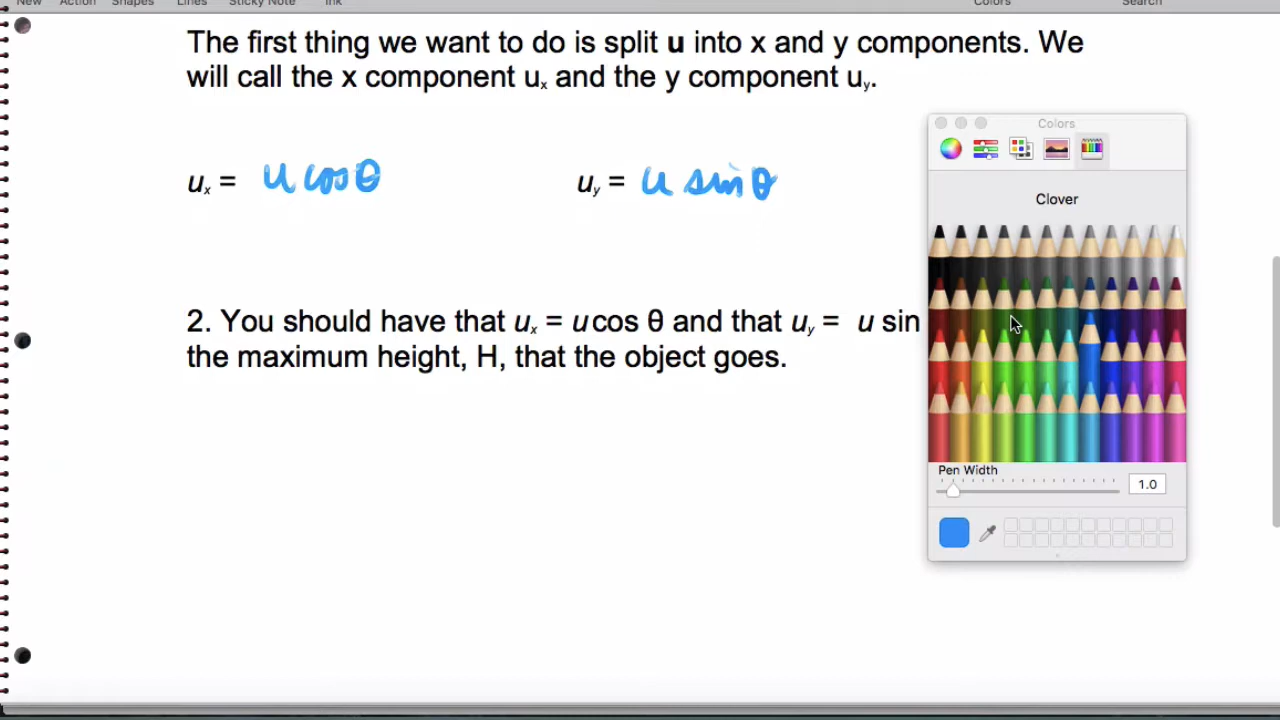 New Action Shapes Lines Sticky Note Ink Colors Search
The first thing we want to do is split u into x and y components. We
will call the x component uₓ and the y component uᵧ.
Colors
Clover
uₓ = u cos θ uᵧ = u sin θ
2. You should have that uₓ = u cos θ and that uᵧ = u sin
the maximum height, H, that the object goes.
Pen Width
1.0